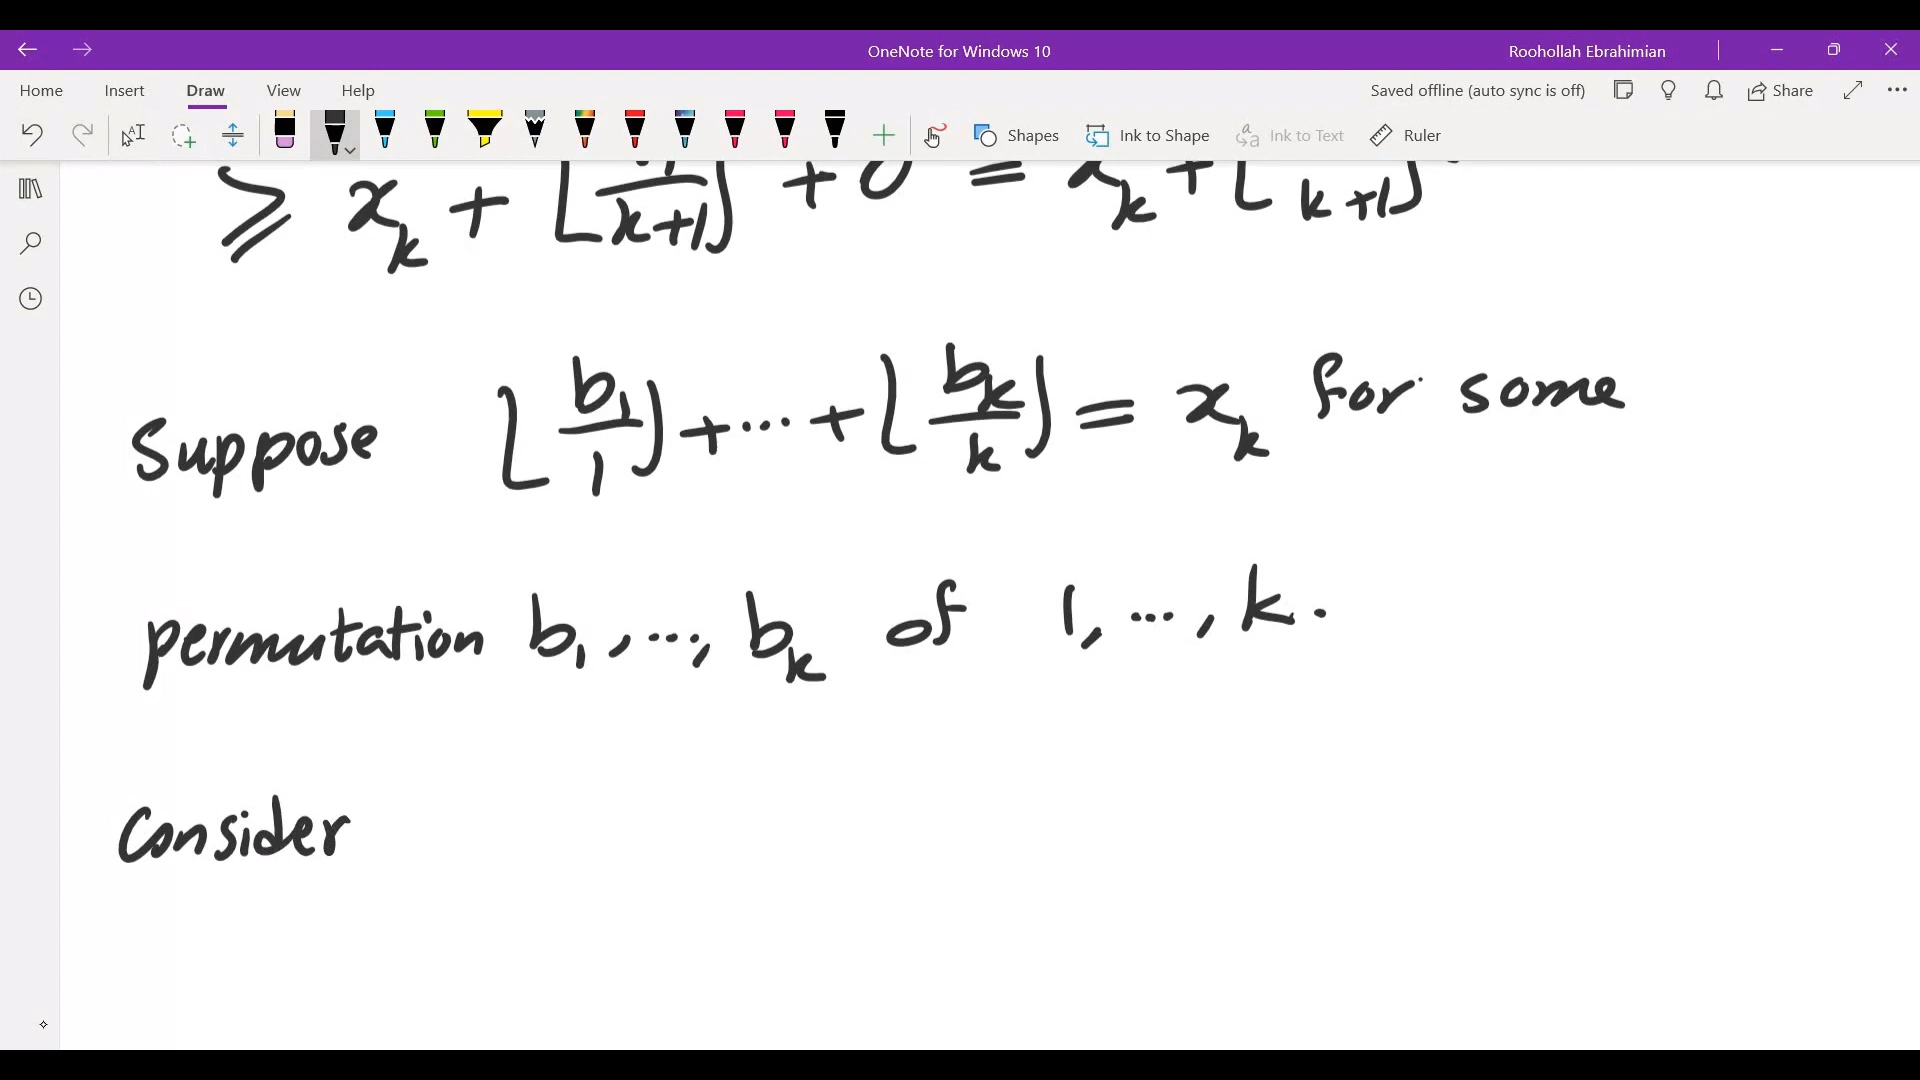 OneNote for Windows 10
Roohollah Ebrahimian
Home Insert Draw View Help
Saved offline (auto sync is off) Share
Shapes Ink to Shape Ink to Text Ruler
≥ x_k + ⌊ /(k+1)⌋ + 0 = x_k + ⌊ /(k+1)⌋
Suppose ⌊b_1/1⌋ + ⋯ + ⌊b_k/k⌋ = x_k for some
permutation b_1, ⋯, b_k of 1, ⋯, k.
Consider